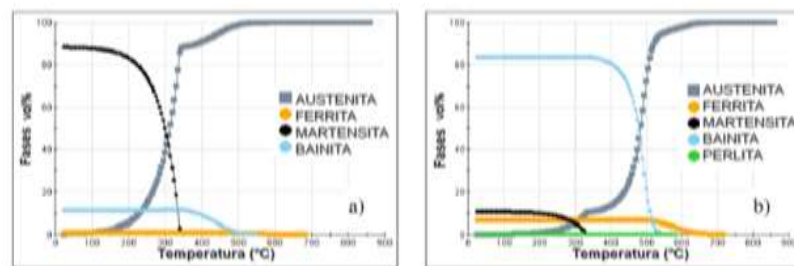 100
80
60
40
20
0
Fases vol%
AUSTENITA
FERRITA
MARTENSITA
BAINITA
a)
0 100 200 300 400 500 600 700 800 900
Temperatura (°C)
100
80
60
40
20
0
Fases vol%
AUSTENITA
FERRITA
MARTENSITA
BAINITA
PERLITA
b)
0 100 200 300 400 500 600 700 800 900
Temperatura (°C)